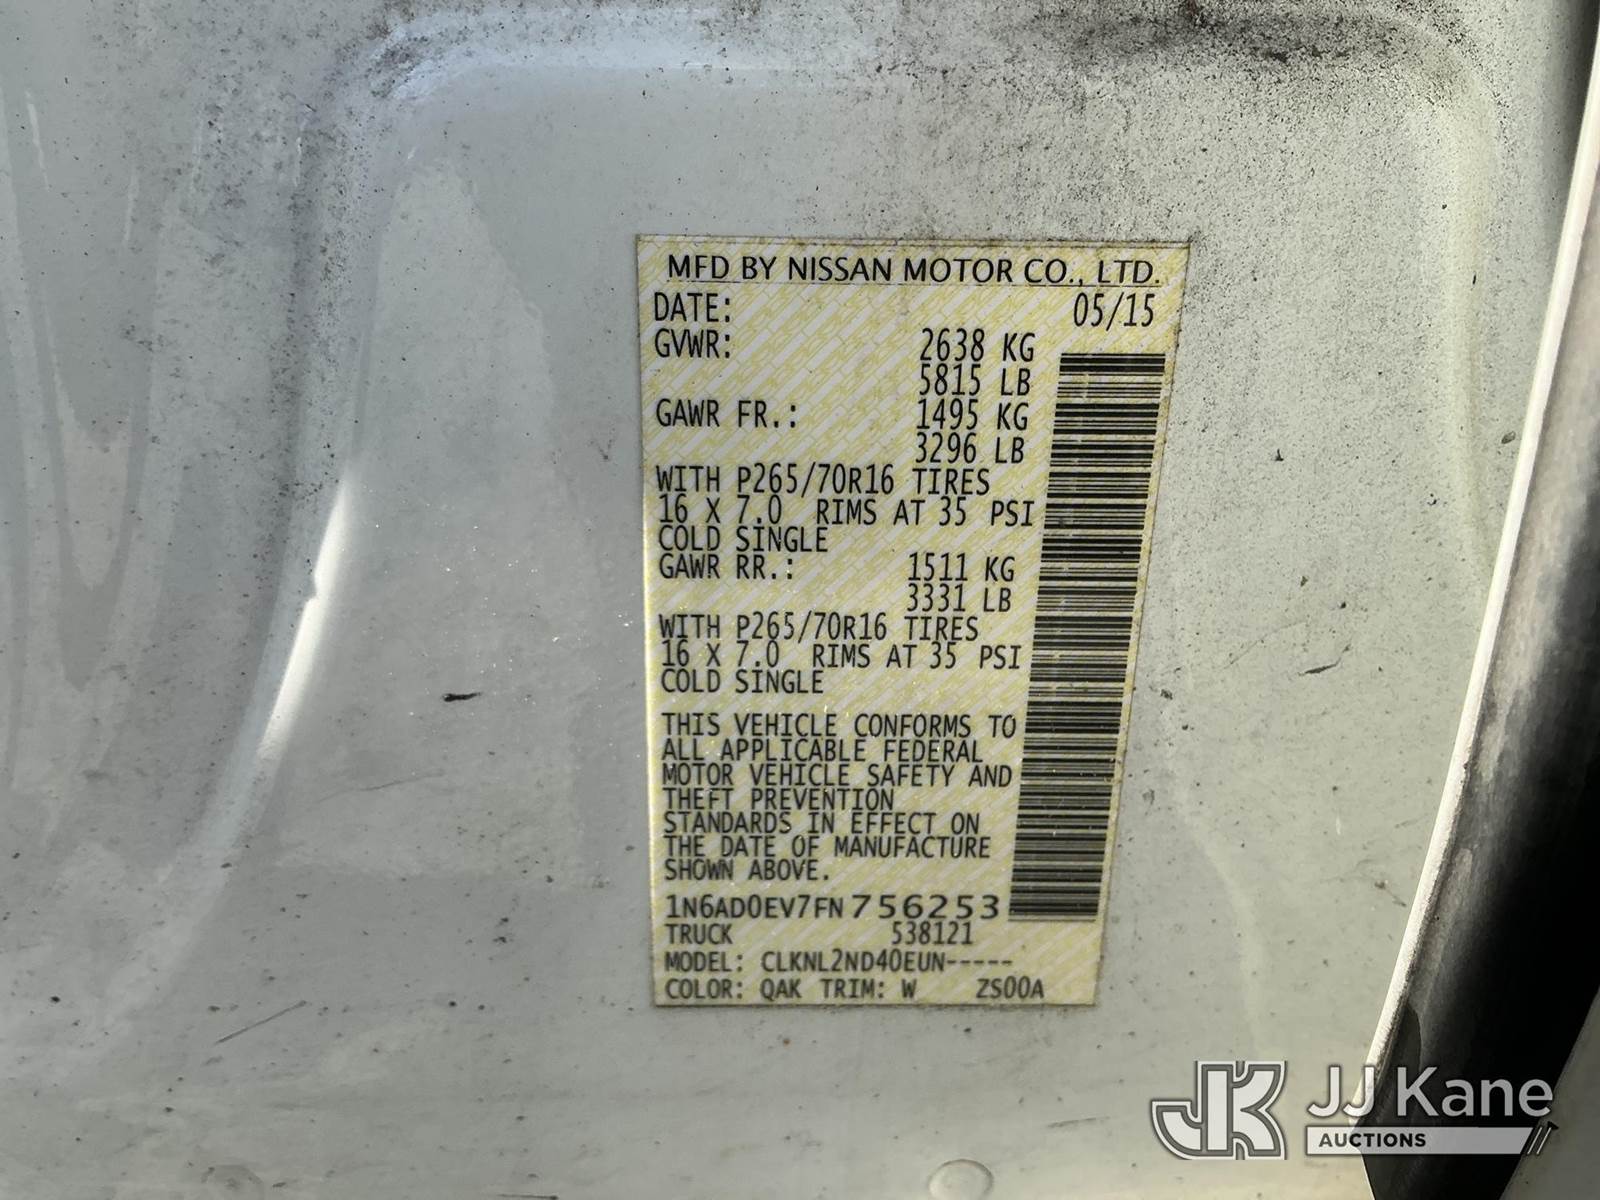 MFD BY NISSAN MOTOR CO., LTD.
DATE: 05/15
GVWR: 2638 KG
5815 LB
GAWR FR.: 1495 KG
3296 LB
WITH P265/70R16 TIRES
16 X 7.0 RIMS AT 35 PSI
COLD SINGLE
GAWR RR.: 1511 KG
3331 LB
WITH P265/70R16 TIRES
16 X 7.0 RIMS AT 35 PSI
COLD SINGLE
THIS VEHICLE CONFORMS TO
ALL APPLICABLE FEDERAL
MOTOR VEHICLE SAFETY AND
THEFT PREVENTION
STANDARDS IN EFFECT ON
THE DATE OF MANUFACTURE
SHOWN ABOVE.
1N6AD0EV7FN756253
TRUCK 538121
MODEL: CLKNL2ND40EUN-----
COLOR: QAK TRIM: W ZS00A
JK JJ Kane
AUCTIONS